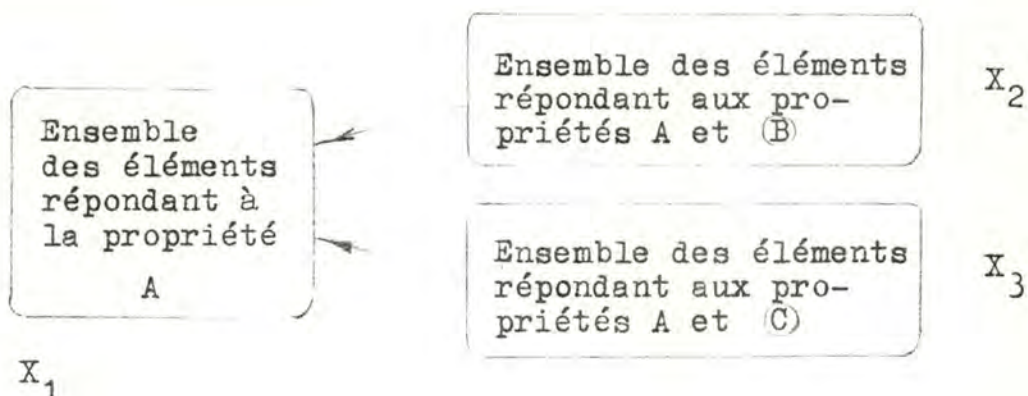 Ensemble
des éléments
répondant à
la propriété
A
X1
Ensemble des éléments
répondant aux pro-
priétés A et (B)
X2
Ensemble des éléments
répondant aux pro-
priétés A et (C)
X3